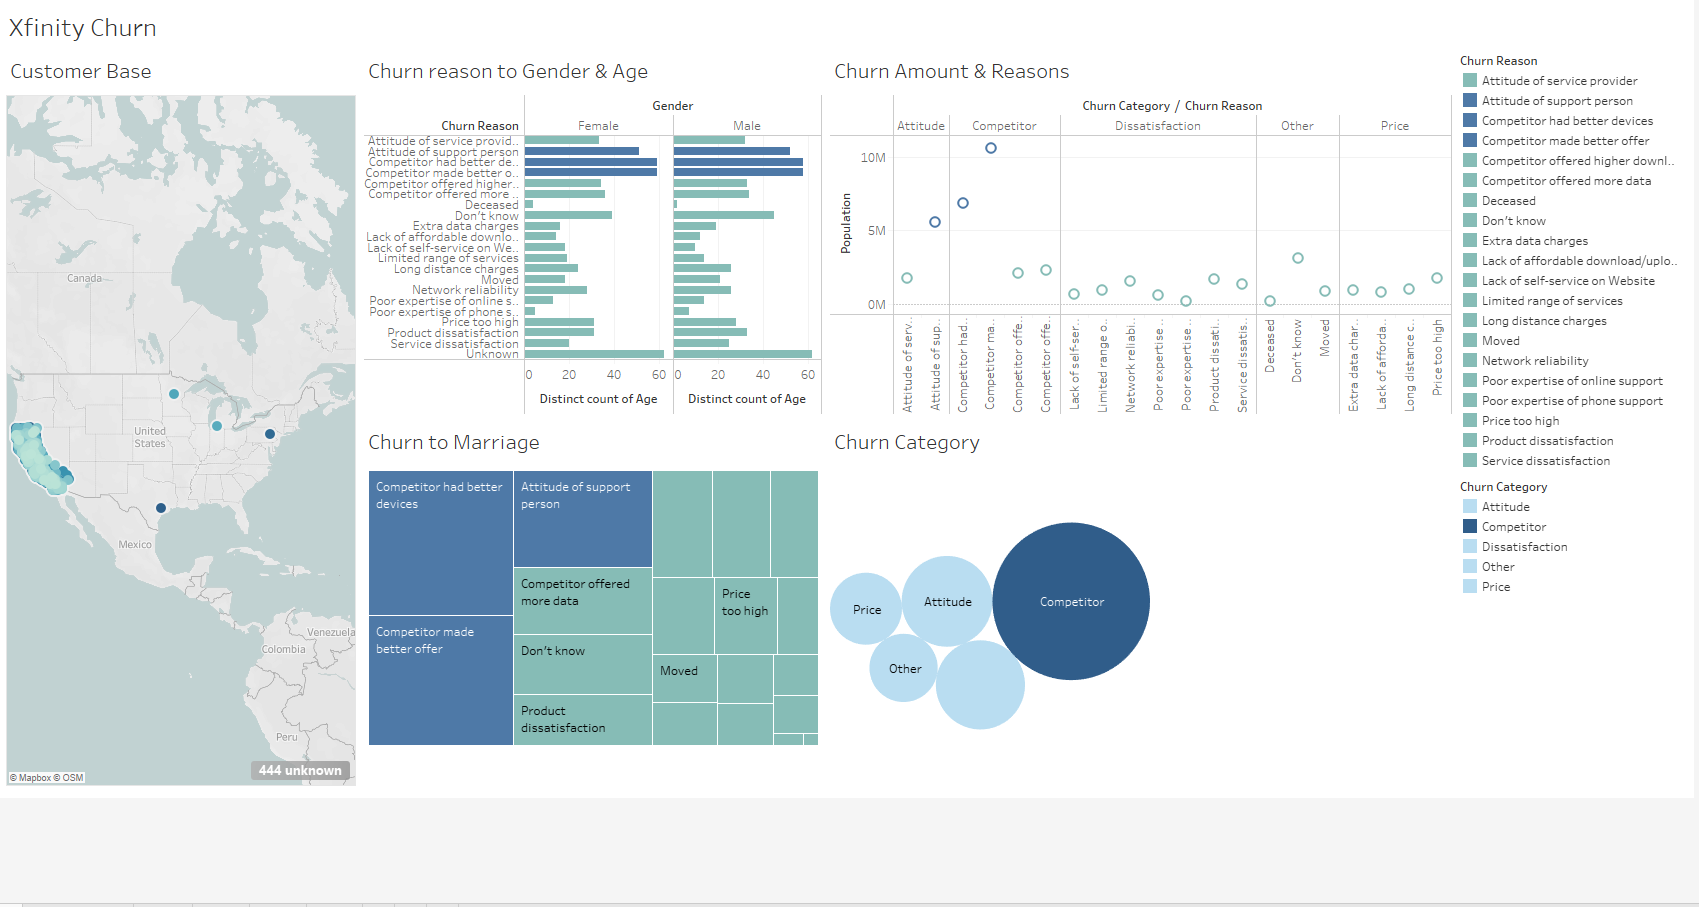 Xfinity Churn
Customer Base
Canada
United
States
Mexico
Venezuela
Colombia
Peru
444 unknown
© Mapbox © OSM
Churn reason to Gender & Age
Gender
Churn Reason
Female
Male
Attitude of service provid..
Attitude of support person
Competitor had better de..
Competitor made better o..
Competitor offered higher..
Competitor offered more ..
Deceased
Don't know
Extra data charges
Lack of affordable downlo..
Lack of self-service on We..
Limited range of services
Long distance charges
Moved
Network reliability
Poor expertise of online s..
Poor expertise of phone s..
Price too high
Product dissatisfaction
Service dissatisfaction
Unknown
0 20 40 60 0 20 40 60
Distinct count of Age
Distinct count of Age
Churn Amount & Reasons
Churn Category / Churn Reason
Attitude
Competitor
Dissatisfaction
Other
Price
Population
10M
5M
0M
Attitude of serv..
Attitude of sup..
Competitor had..
Competitor ma..
Competitor offe..
Competitor offe..
Lack of self-ser..
Limited range o..
Network reliabi..
Poor expertise..
Poor expertise..
Product dissati..
Service dissatis..
Deceased
Don't know
Moved
Extra data char..
Lack of afforda..
Long distance c..
Price too high
Churn to Marriage
Competitor had better
devices
Competitor made
better offer
Attitude of support
person
Competitor offered
more data
Don't know
Product
dissatisfaction
Price
too high
Moved
Churn Category
Price
Attitude
Competitor
Other
Churn Reason
Attitude of service provider
Attitude of support person
Competitor had better devices
Competitor made better offer
Competitor offered higher downl..
Competitor offered more data
Deceased
Don't know
Extra data charges
Lack of affordable download/uplo..
Lack of self-service on Website
Limited range of services
Long distance charges
Moved
Network reliability
Poor expertise of online support
Poor expertise of phone support
Price too high
Product dissatisfaction
Service dissatisfaction
Churn Category
Attitude
Competitor
Dissatisfaction
Other
Price